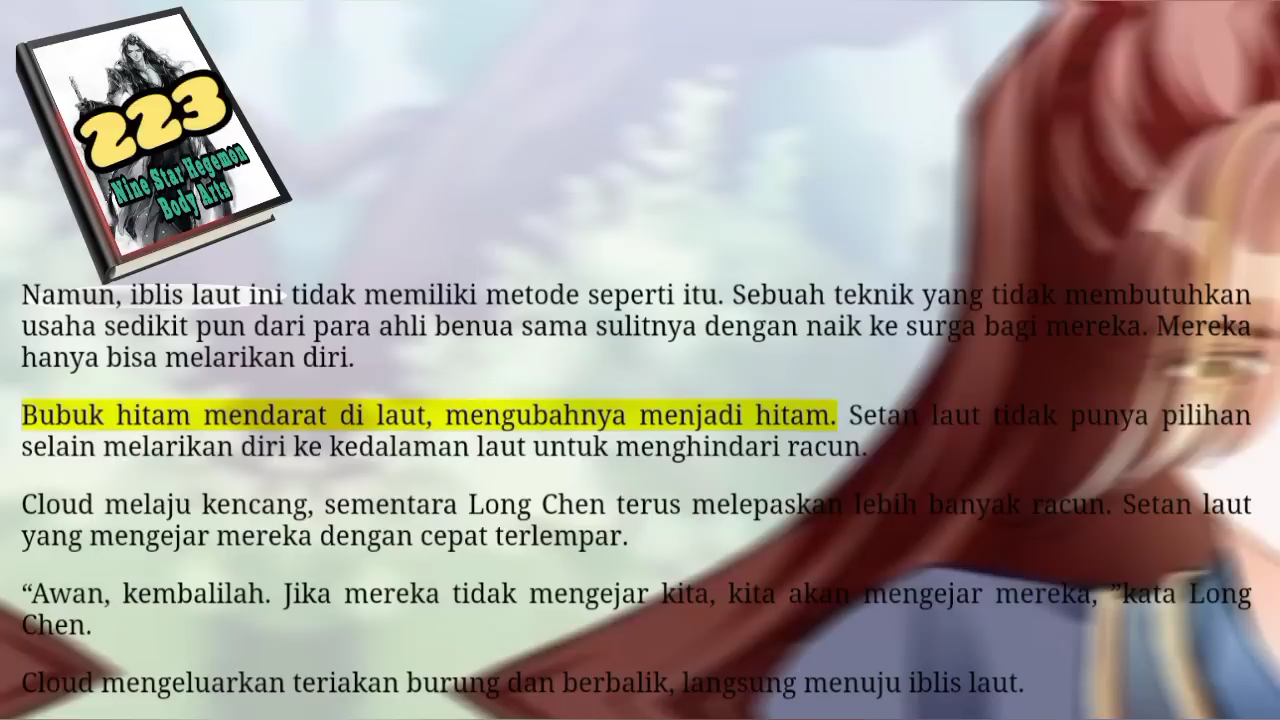 223
Nine Star Hegemon
Body Arts
Namun, iblis laut ini tidak memiliki metode seperti itu. Sebuah teknik yang tidak membutuhkan
usaha sedikit pun dari para ahli benua sama sulitnya dengan naik ke surga bagi mereka. Mereka
hanya bisa melarikan diri.
Bubuk hitam mendarat di laut, mengubahnya menjadi hitam. Setan laut tidak punya pilihan
selain melarikan diri ke kedalaman laut untuk menghindari racun.
Cloud melaju kencang, sementara Long Chen terus melepaskan lebih banyak racun. Setan laut
yang mengejar mereka dengan cepat terlempar.
“Awan, kembalilah. Jika mereka tidak mengejar kita, kita akan mengejar mereka, ”kata Long
Chen.
Cloud mengeluarkan teriakan burung dan berbalik, langsung menuju iblis laut.